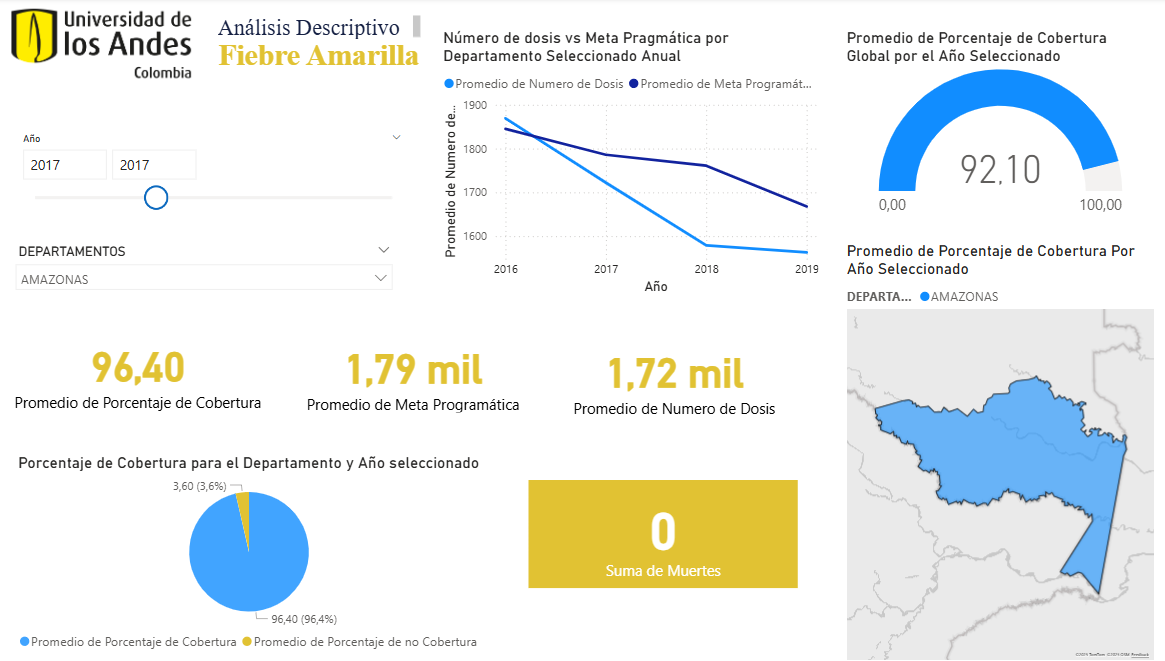 Universidad de
los Andes
Colombia
Análisis Descriptivo
Fiebre Amarilla
Año
2017
2017
DEPARTAMENTOS
AMAZONAS
Número de dosis vs Meta Pragmática por
Departamento Seleccionado Anual
Promedio de Numero de Dosis
Promedio de Meta Programát...
Promedio de Numero de...
1900
1800
1700
1600
2016
2017
2018
2019
Año
Promedio de Porcentaje de Cobertura
Global por el Año Seleccionado
92,10
0,00
100,00
Promedio de Porcentaje de Cobertura Por
Año Seleccionado
DEPARTA...
AMAZONAS
96,40
Promedio de Porcentaje de Cobertura
1,79 mil
Promedio de Meta Programática
1,72 mil
Promedio de Numero de Dosis
Porcentaje de Cobertura para el Departamento y Año seleccionado
3,60 (3,6%)
96,40 (96,4%)
Promedio de Porcentaje de Cobertura
Promedio de Porcentaje de no Cobertura
0
Suma de Muertes